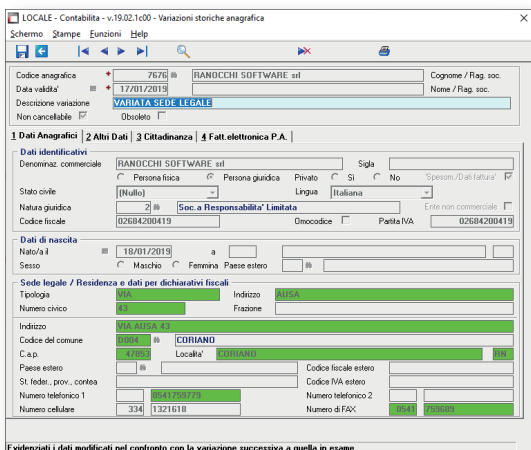 LOCALE - Contabilita - v.19.02.1c00 - Variazioni storiche anagrafica
Schermo Stampe Funzioni Help
Codice anagrafica * 7676 RANOCCHI SOFTWARE srl Cognome / Rag. soc.
Data validita' * 17/01/2019 Nome / Rag. soc.
Descrizione variazione VARIATA SEDE LEGALE
Non cancellabile Obsoleto
1 Dati Anagrafici 2 Altri Dati 3 Cittadinanza 4 Fatt.elettronica P.A.
Dati identificativi
Denominaz. commerciale RANOCCHI SOFTWARE srl Sigla
Persona fisica Persona giuridica Privato Sì No 'Spesom./Dati fattura'
Stato civile (Nullo) Lingua Italiana
Natura giuridica 2 Soc.a Responsabilita' Limitata Ente non commerciale
Codice fiscale 02684200419 Omocodice Partita IVA 02684200419
Dati di nascita
Nato/a il 18/01/2019 a
Sesso Maschio Femmina Paese estero
Sede legale / Residenza e dati per dichiarativi fiscali
Tipologia VIA Indirizzo AUSA
Numero civico 43 Frazione
Indirizzo VIA AUSA 43
Codice del comune D004 CORIANO
C.a.p. 47853 Localita' CORIANO RN
Paese estero Codice fiscale estero
St. feder., prov., contea Codice IVA estero
Numero telefonico 1 0541759779 Numero telefonico 2
Numero cellulare 334 1321618 Numero di FAX 0541 759689
Evidenziati i dati modificati nel confronto con la variazione successiva a quella in esame